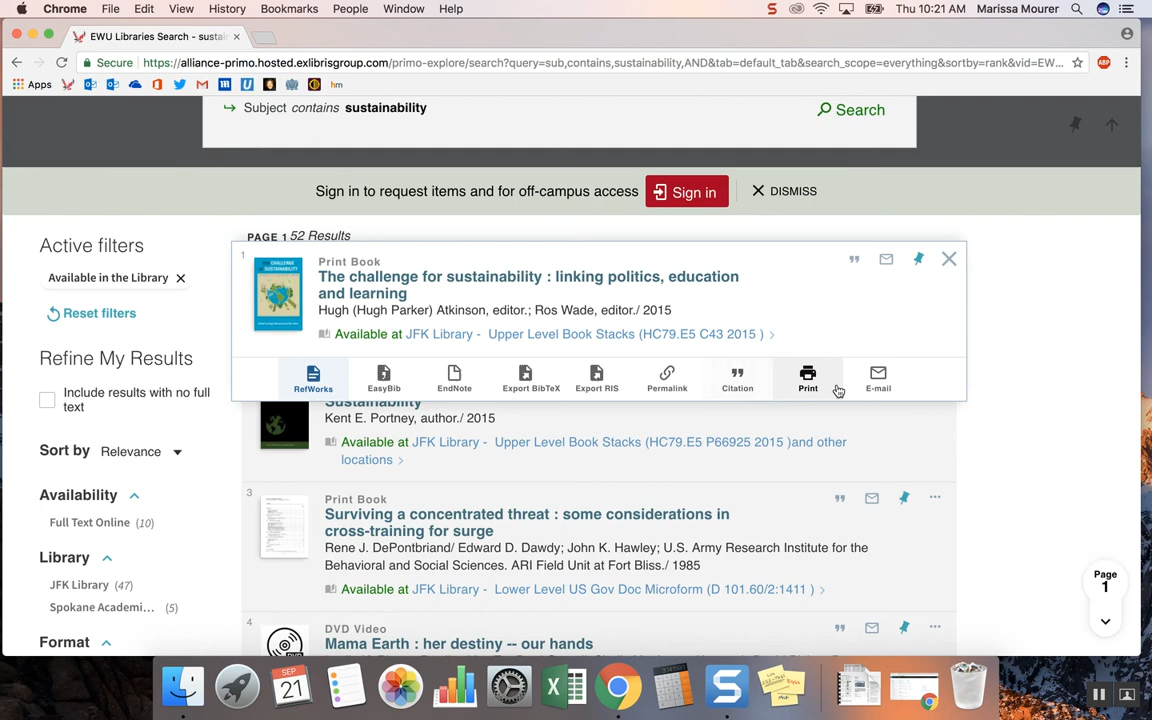 Chrome File Edit View History Bookmarks People Window Help Thu 10:21 AM Marissa Mourer
EWU Libraries Search - sustai
Secure https://alliance-primo.hosted.exlibrisgroup.com/primo-explore/search?query=sub,contains,sustainability,AND&tab=default_tab&search_scope=everything&sortby=rank&vid=EW...
Apps hm
Subject contains sustainability Search
Sign in to request items and for off-campus access Sign in DISMISS
Active filters
Available in the Library
Reset filters
Refine My Results
Include results with no full
text
Sort by Relevance
Availability
Full Text Online (10)
Library
JFK Library (47)
Spokane Academi... (5)
Format
PAGE 1 52 Results
1
Print Book
The challenge for sustainability : linking politics, education
and learning
Hugh (Hugh Parker) Atkinson, editor.; Ros Wade, editor./ 2015
Available at JFK Library - Upper Level Book Stacks (HC79.E5 C43 2015 )
RefWorks EasyBib EndNote Export BibTeX Export RIS Permalink Citation Print E-mail
Sustainability
Kent E. Portney, author./ 2015
Available at JFK Library - Upper Level Book Stacks (HC79.E5 P66925 2015 )and other
locations
3
Print Book
Surviving a concentrated threat : some considerations in
cross-training for surge
Rene J. DePontbriand/ Edward D. Dawdy; John K. Hawley; U.S. Army Research Institute for the
Behavioral and Social Sciences. ARI Field Unit at Fort Bliss./ 1985
Available at JFK Library - Lower Level US Gov Doc Microform (D 101.60/2:1411 )
4
DVD Video
Mama Earth : her destiny -- our hands
Page
1
SEP
21